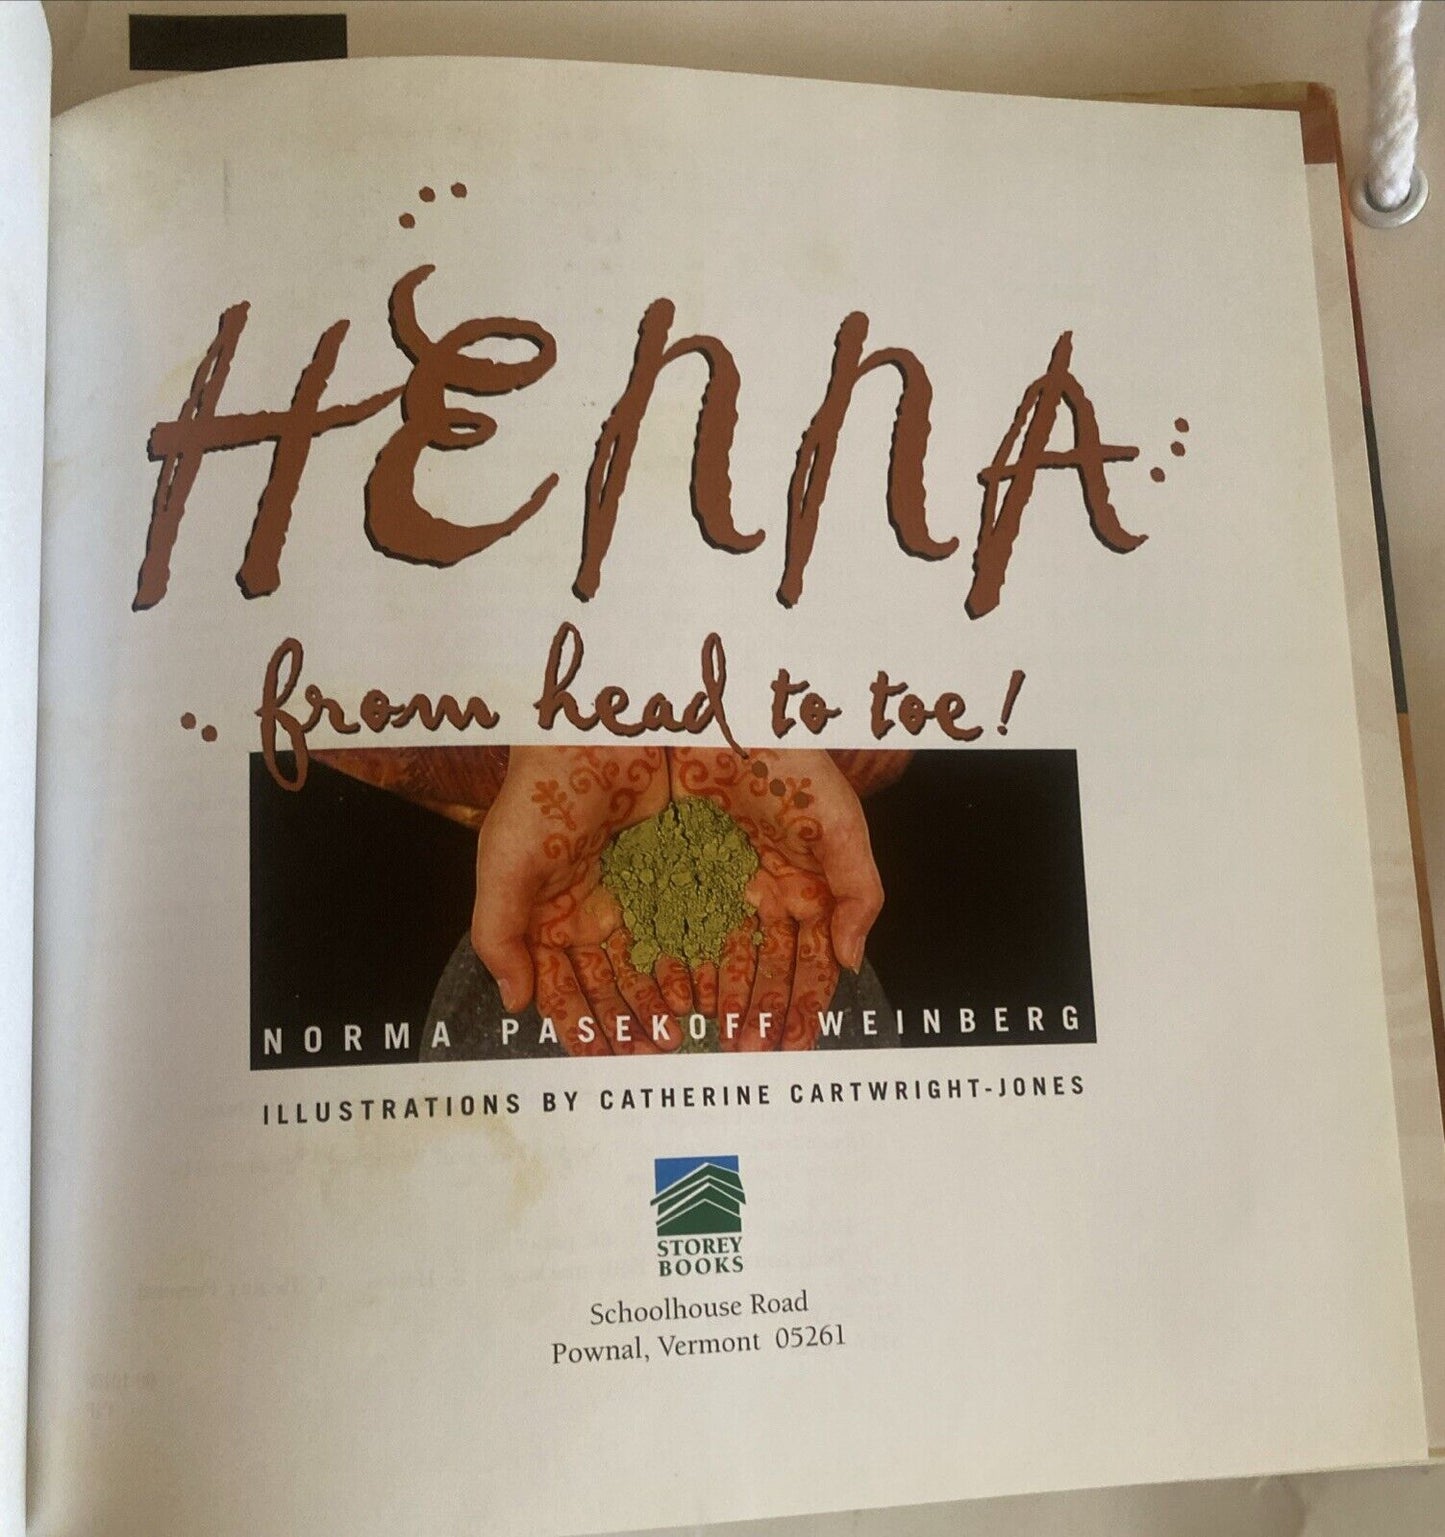 HEnnA
from head to toe!
NORMA PASEKOFF WEINBERG
ILLUSTRATIONS BY CATHERINE CARTWRIGHT-JONES
STOREY
BOOKS
Schoolhouse Road
Pownal, Vermont 05261